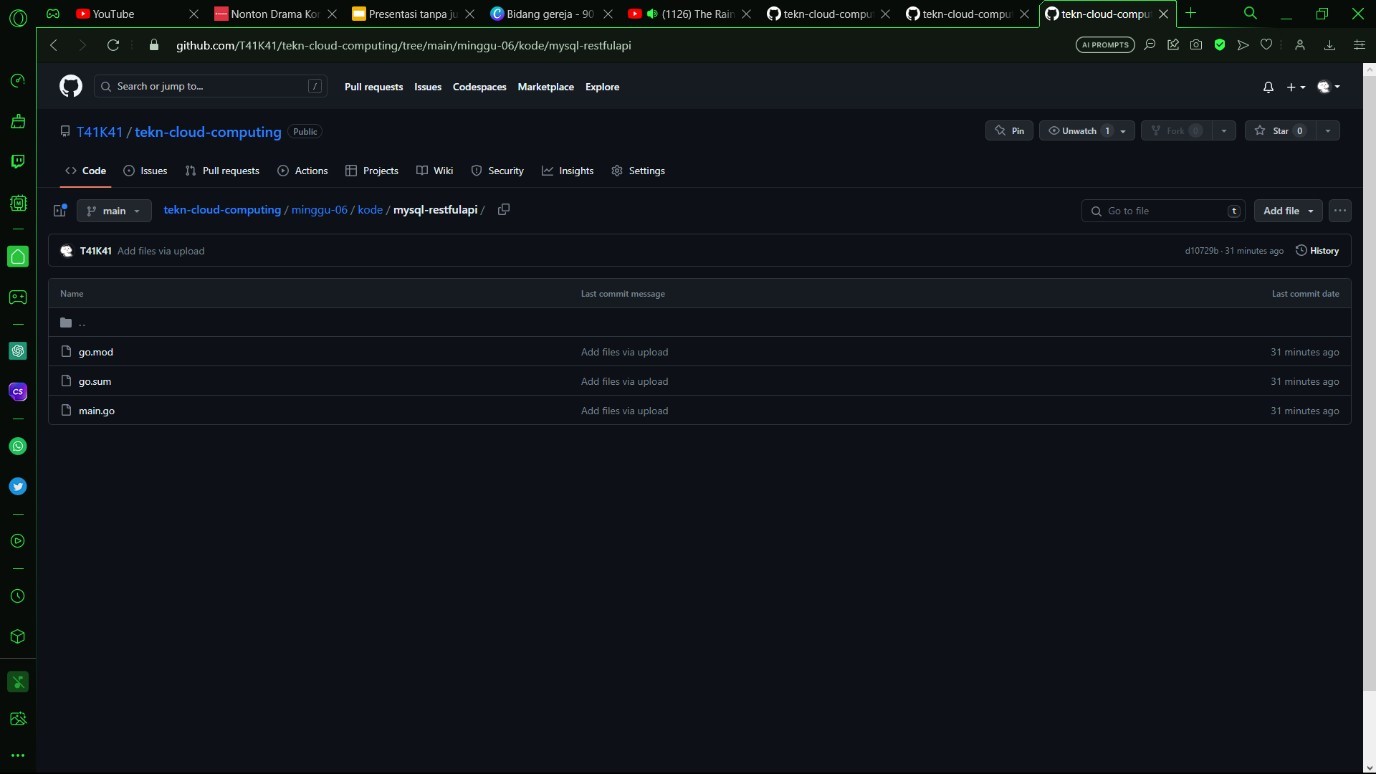 YouTube
Nonton Drama Ko
Presentasi tanpa ju
Bidang gereja - 90
(1126) The Rain
tekn-cloud-comput
tekn-cloud-comput
tekn-cloud-comput
github.com/T41K41/tekn-cloud-computing/tree/main/minggu-06/kode/mysql-restfulapi
AI PROMPTS
Search or jump to...
/
Pull requests
Issues
Codespaces
Marketplace
Explore
T41K41 / tekn-cloud-computing
Public
Pin
Unwatch 1
Fork 0
Star 0
Code
Issues
Pull requests
Actions
Projects
Wiki
Security
Insights
Settings
main
tekn-cloud-computing / minggu-06 / kode / mysql-restfulapi /
Go to file
t
Add file
T41K41 Add files via upload
d10729b · 31 minutes ago
History
Name
Last commit message
Last commit date
..
go.mod
Add files via upload
31 minutes ago
go.sum
Add files via upload
31 minutes ago
main.go
Add files via upload
31 minutes ago
CS